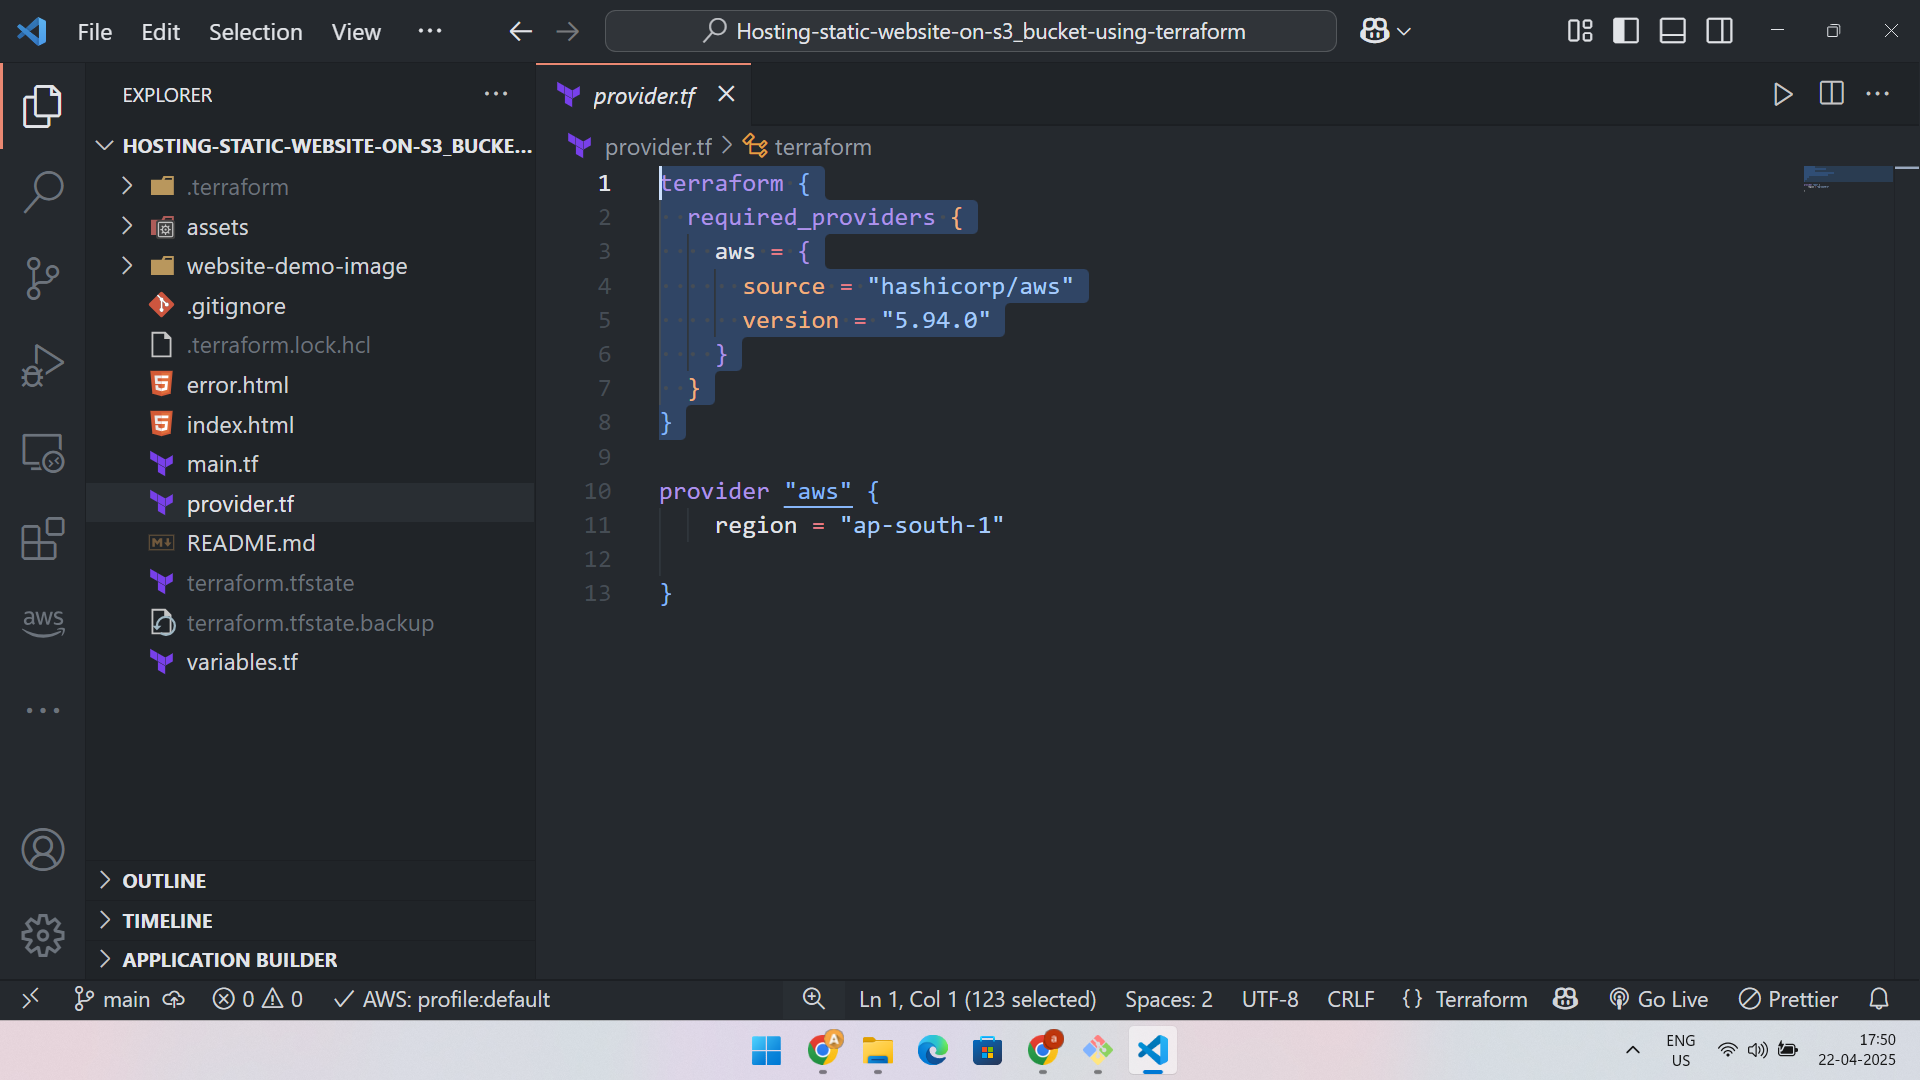 File Edit Selection View ···
Hosting-static-website-on-s3_bucket-using-terraform
EXPLORER
HOSTING-STATIC-WEBSITE-ON-S3_BUCKE...
.terraform
assets
website-demo-image
.gitignore
.terraform.lock.hcl
error.html
index.html
main.tf
provider.tf
README.md
terraform.tfstate
terraform.tfstate.backup
variables.tf
OUTLINE
TIMELINE
APPLICATION BUILDER
aws
provider.tf
provider.tf > terraform
1 terraform {
2 required_providers {
3 aws = {
4 source = "hashicorp/aws"
5 version = "5.94.0"
6 }
7 }
8 }
9
10 provider "aws" {
11 region = "ap-south-1"
12
13 }
main 0 0 AWS: profile:default Ln 1, Col 1 (123 selected) Spaces: 2 UTF-8 CRLF {} Terraform Go Live Prettier
ENG
US
17:50
22-04-2025